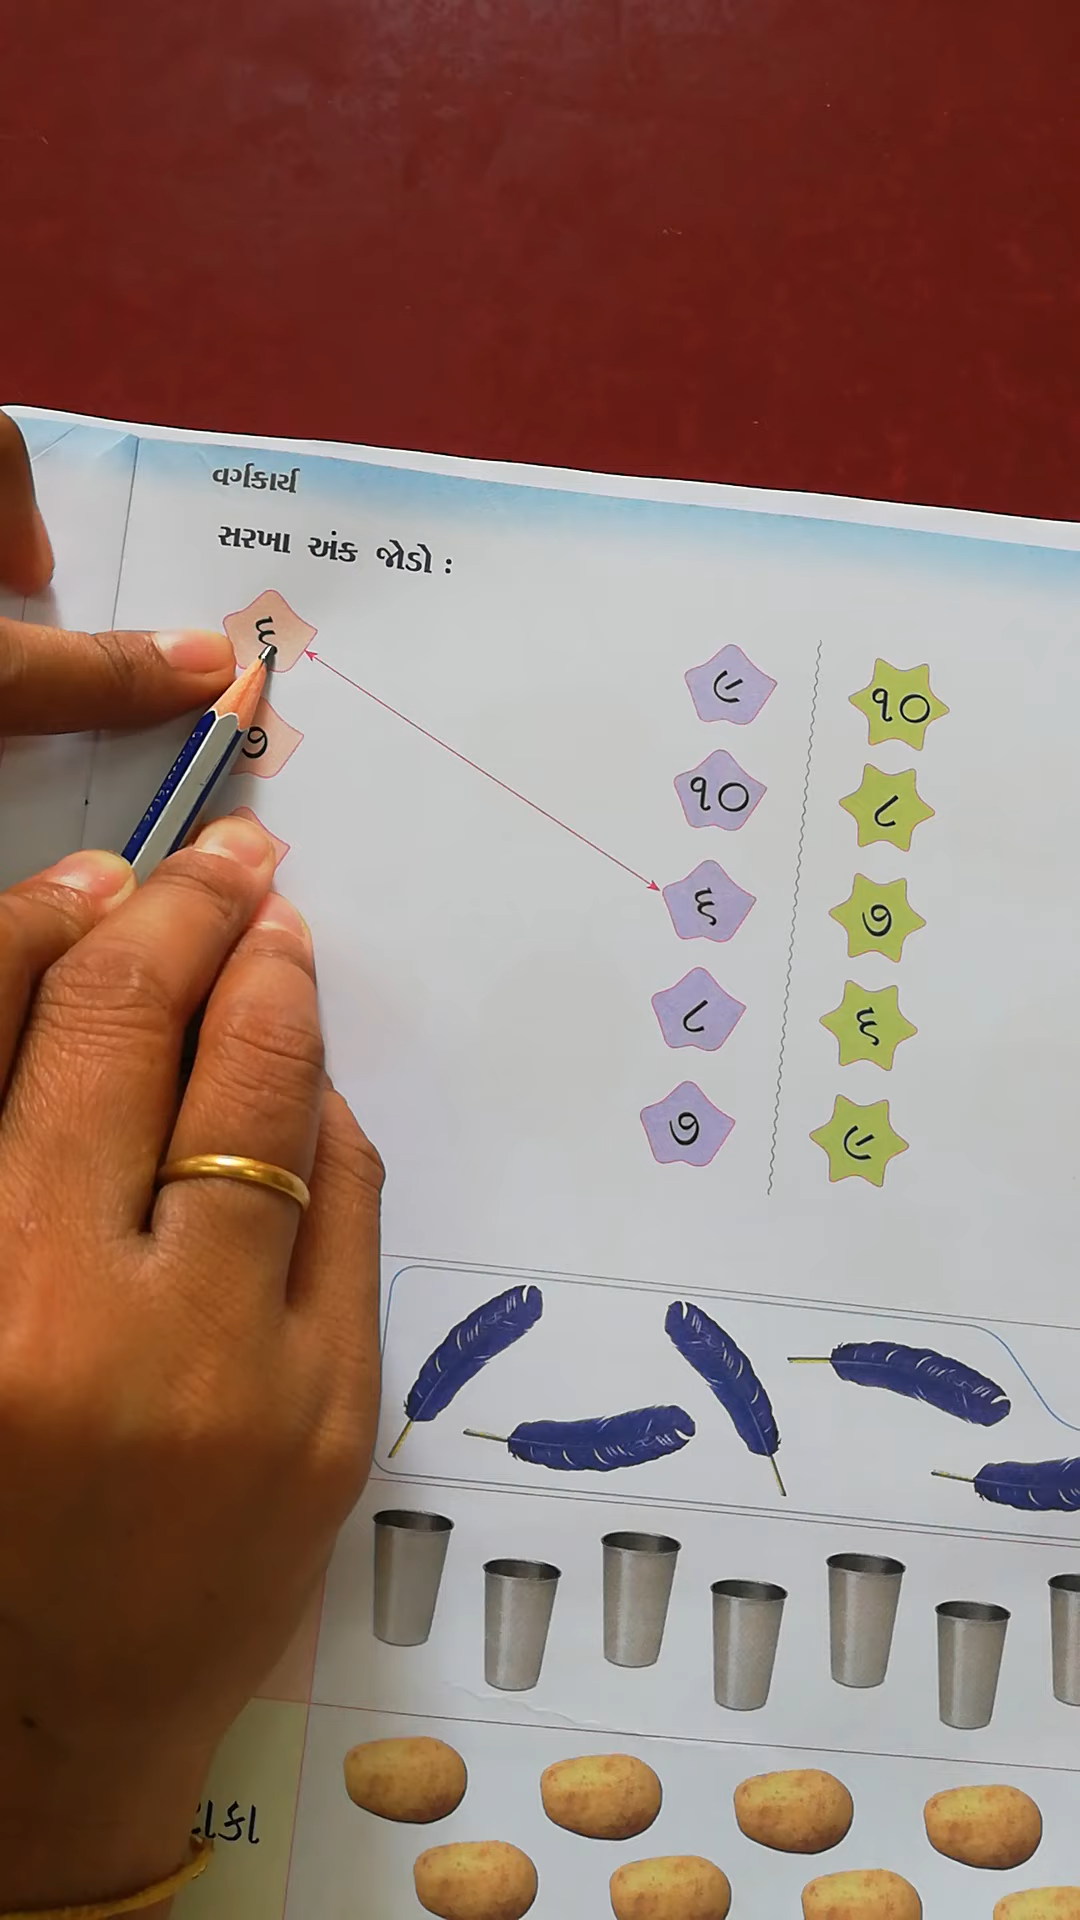 વર્ગકાર્ય
સરખા અંક જોડો :
૬ ૯ ૧૦
૭ ૧૦ ૮
૬ ૭
૮ ૬
૭ ૯